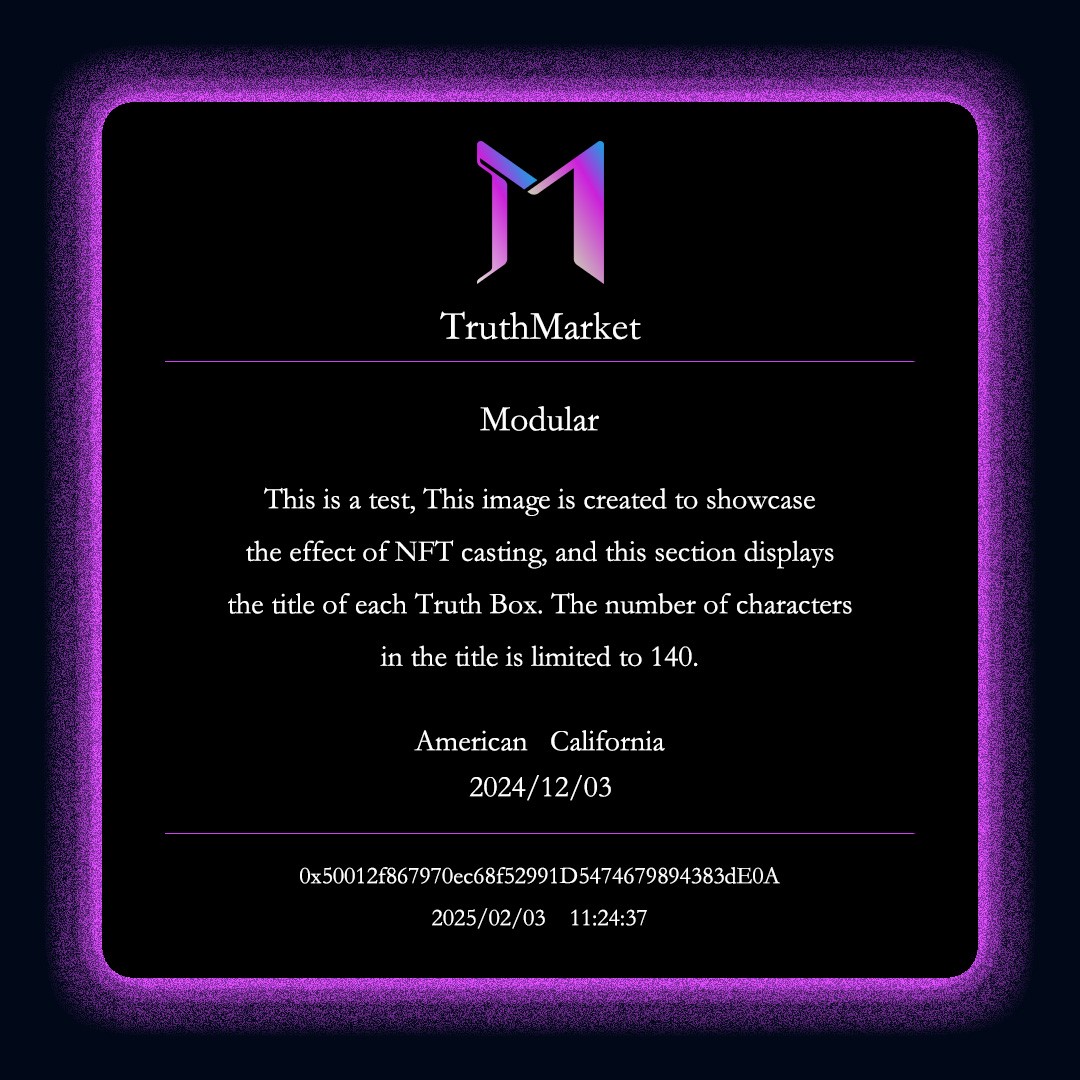 TruthMarket
Modular
This is a test, This image is created to showcase
the effect of NFT casting, and this section displays
the title of each Truth Box. The number of characters
in the title is limited to 140.
American California
2024/12/03
0x50012f867970ec68f52991D5474679894383dE0A
2025/02/03 11:24:37